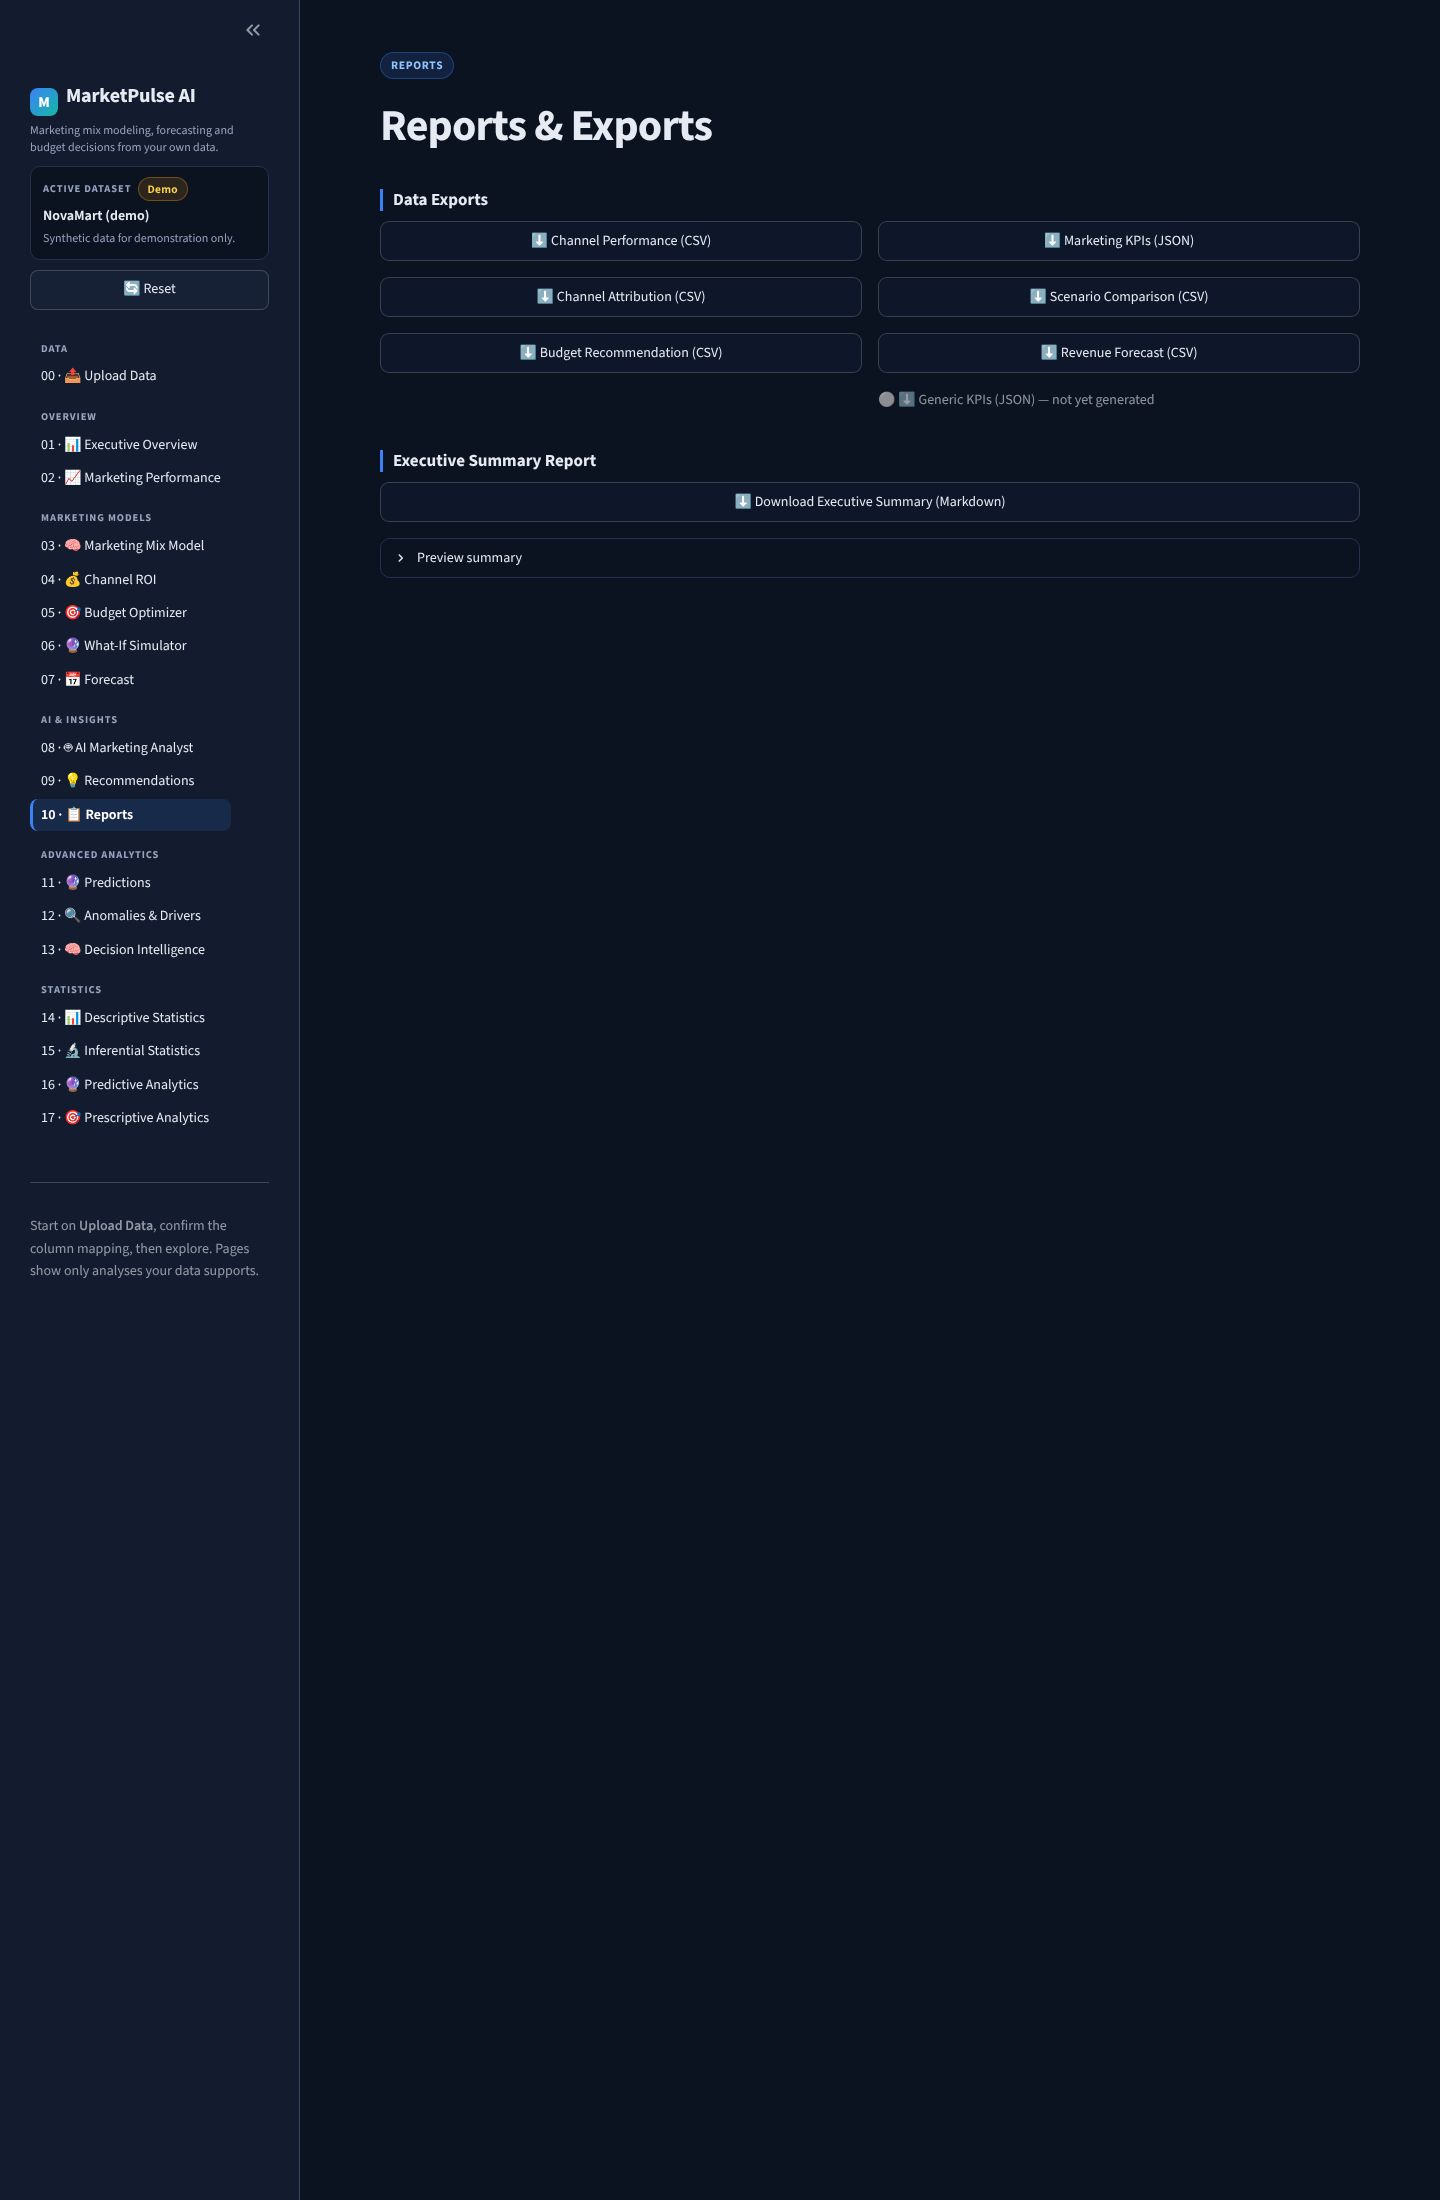 M MarketPulse AI
Marketing mix modeling, forecasting and
budget decisions from your own data.
ACTIVE DATASET Demo
NovaMart (demo)
Synthetic data for demonstration only.
🔄 Reset
DATA
00 · 📤 Upload Data
OVERVIEW
01 · 📊 Executive Overview
02 · 📈 Marketing Performance
MARKETING MODELS
03 · 🧠 Marketing Mix Model
04 · 💰 Channel ROI
05 · 🎯 Budget Optimizer
06 · 🔮 What-If Simulator
07 · 📅 Forecast
AI & INSIGHTS
08 · AI Marketing Analyst
09 · 💡 Recommendations
10 · 📋 Reports
ADVANCED ANALYTICS
11 · 🔮 Predictions
12 · 🔍 Anomalies & Drivers
13 · 🧠 Decision Intelligence
STATISTICS
14 · 📊 Descriptive Statistics
15 · 🔬 Inferential Statistics
16 · 🔮 Predictive Analytics
17 · 🎯 Prescriptive Analytics
Start on Upload Data, confirm the
column mapping, then explore. Pages
show only analyses your data supports.
REPORTS
Reports & Exports
Data Exports
⬇️ Channel Performance (CSV)
⬇️ Marketing KPIs (JSON)
⬇️ Channel Attribution (CSV)
⬇️ Scenario Comparison (CSV)
⬇️ Budget Recommendation (CSV)
⬇️ Revenue Forecast (CSV)
⚪ ⬇️ Generic KPIs (JSON) — not yet generated
Executive Summary Report
⬇️ Download Executive Summary (Markdown)
Preview summary